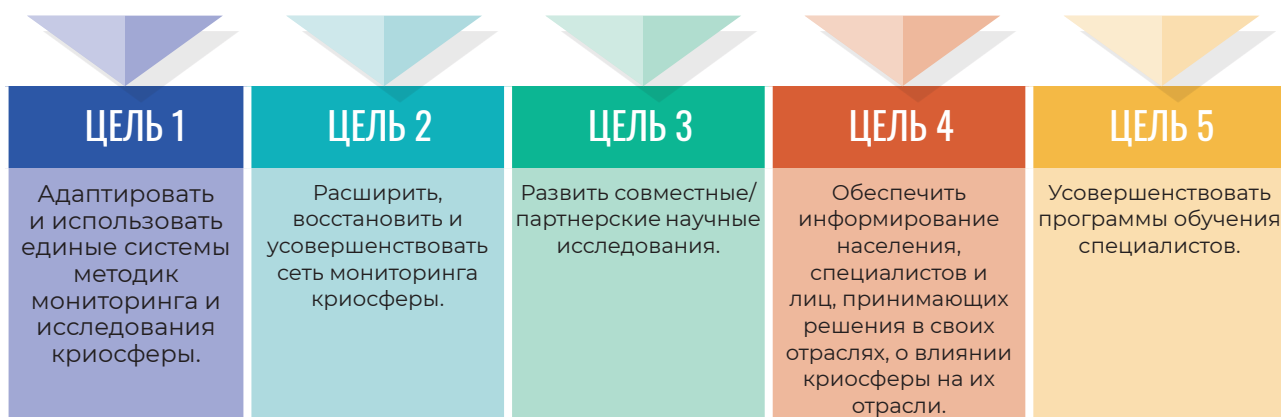 ЦЕЛЬ 1
Адаптировать
и использовать
единые системы
методик
мониторинга и
исследования
криосферы.
ЦЕЛЬ 2
Расширить,
восстановить и
усовершенствовать
сеть мониторинга
криосферы.
ЦЕЛЬ 3
Развить совместные/
партнерские научные
исследования.
ЦЕЛЬ 4
Обеспечить
информирование
населения,
специалистов и
лиц, принимающих
решения в своих
отраслях, о влиянии
криосферы на их
отрасли.
ЦЕЛЬ 5
Усовершенствовать
программы обучения
специалистов.